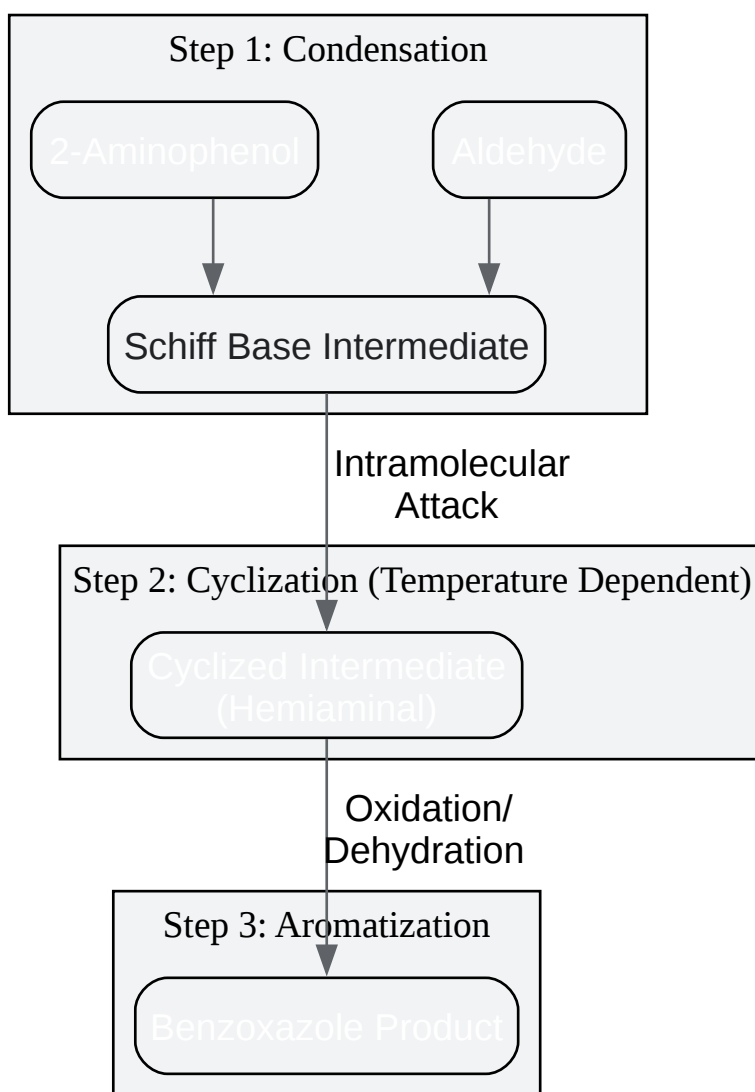 Step 1: Condensation
2-Aminophenol
Aldehyde
Schiff Base Intermediate
Intramolecular
Attack
Step 2: Cyclization (Temperature Dependent)
Cyclized Intermediate
(Hemiaminal)
Oxidation/
Dehydration
Step 3: Aromatization
Benzoxazole Product